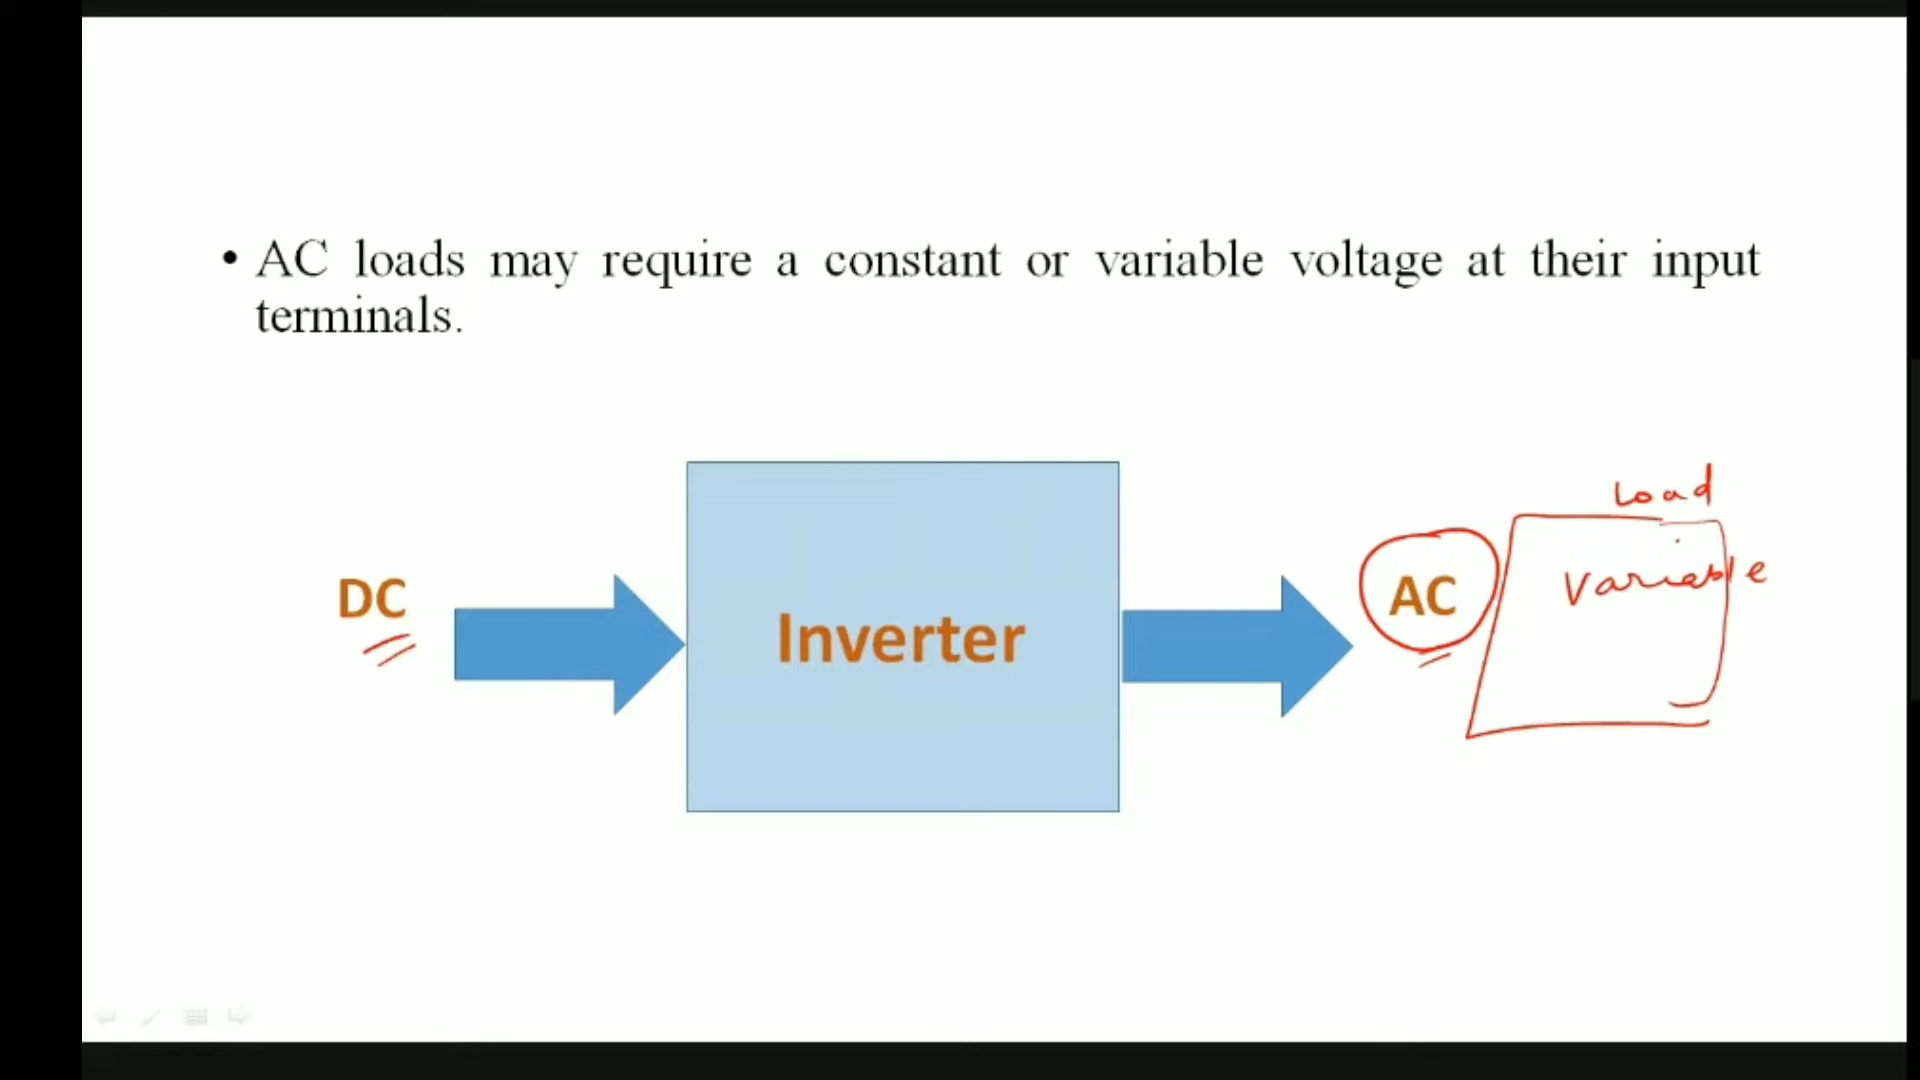 • AC loads may require a constant or variable voltage at their input
terminals.
Load
Variable
DC
Inverter
AC